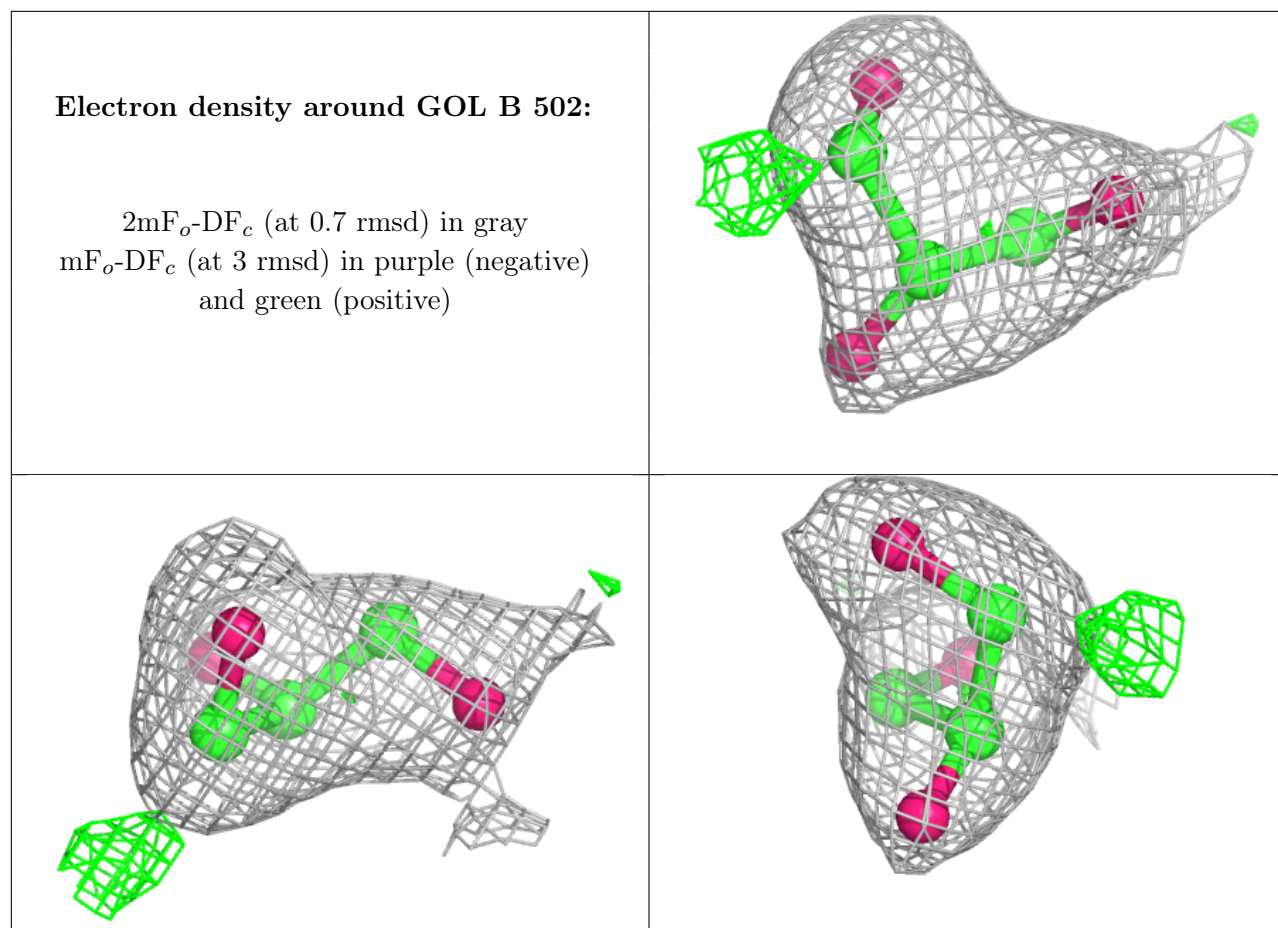 Electron density around GOL B 502:
2mFo-DFc (at 0.7 rmsd) in gray
mFo-DFc (at 3 rmsd) in purple (negative)
and green (positive)